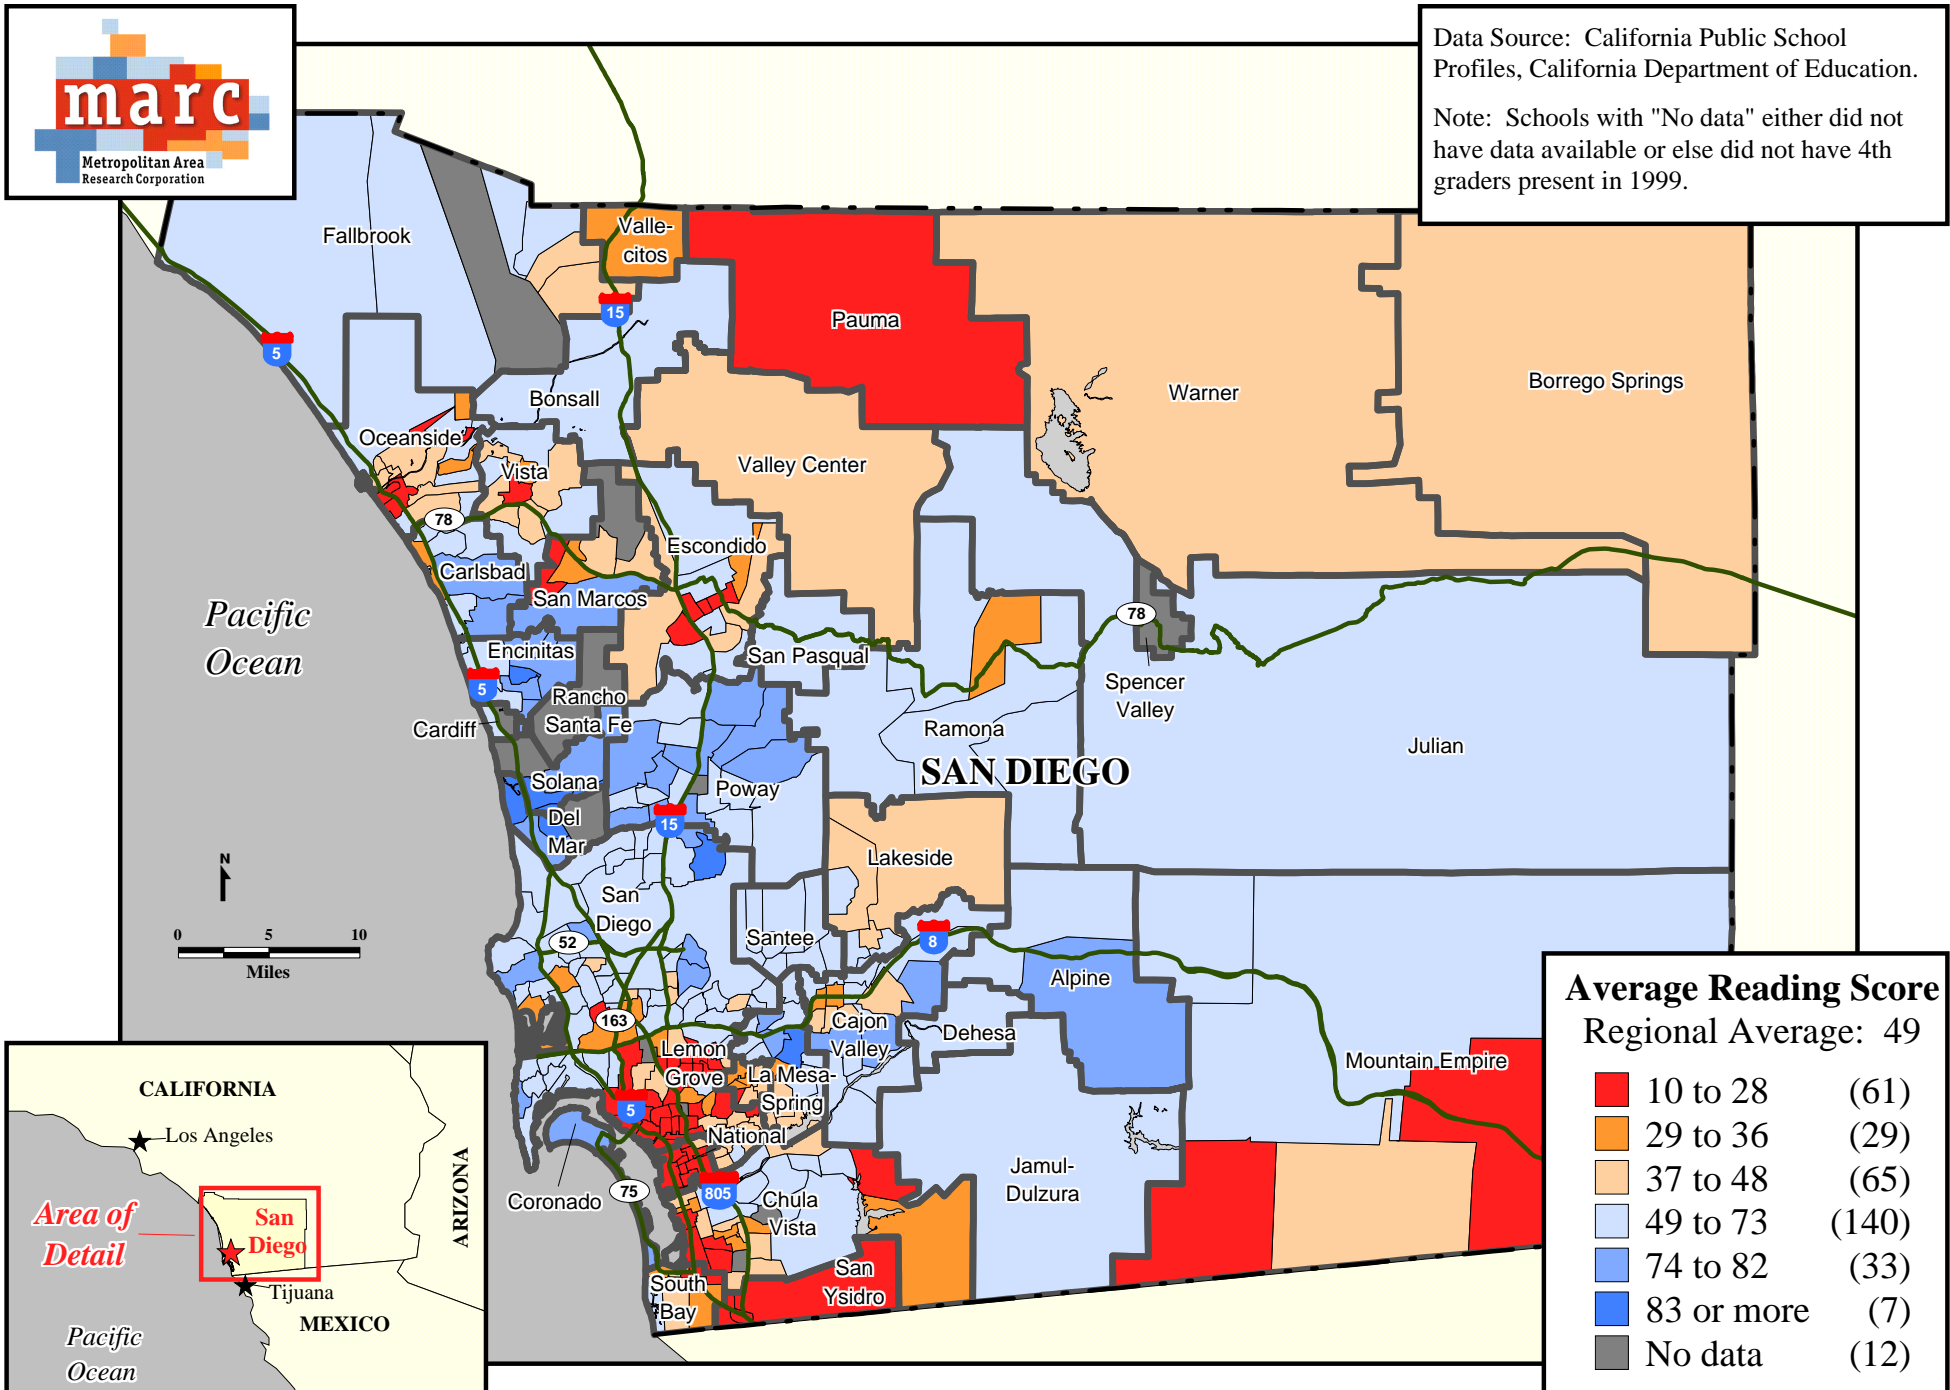 marc
Metropolitan Area
Research Corporation
Data Source: California Public School
Profiles, California Department of Education.
Note: Schools with "No data" either did not
have data available or else did not have 4th
graders present in 1999.
Fallbrook
Valle-
citos
15
Pauma
5
Warner
Borrego Springs
Bonsall
Oceanside
Vista
Valley Center
78
Escondido
Carlsbad
San Marcos
Pacific
Ocean
78
Encinitas
San Pasqual
5
Rancho
Santa Fe
Spencer
Valley
Cardiff
Ramona
Julian
SAN DIEGO
Solana
Poway
Del
Mar
15
Lakeside
N
San
Diego
0 5 10
Miles
52
Santee
8
Alpine
163
Cajon
Valley
Dehesa
Lemon
Grove
La Mesa-
Spring
Mountain Empire
5
National
Jamul-
Dulzura
Coronado
75
805
Chula
Vista
San
Ysidro
South
Bay
CALIFORNIA
Los Angeles
ARIZONA
Area of
Detail
San
Diego
Tijuana
MEXICO
Pacific
Ocean
Average Reading Score
Regional Average: 49
10 to 28 (61)
29 to 36 (29)
37 to 48 (65)
49 to 73 (140)
74 to 82 (33)
83 or more (7)
No data (12)